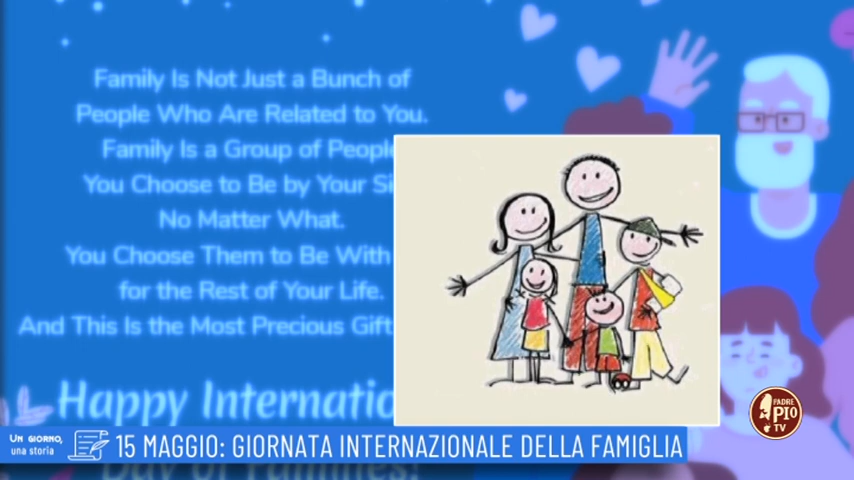 Family Is Not Just a Bunch of
People Who Are Related to You.
Family Is a Group of People
You Choose to Be by Your
No Matter What.
You Choose Them to Be With
for the Rest of Your Life.
And This Is the Most Precious Gift
Happy
Day of Families!
Un giorno,
una storia
15 MAGGIO: GIORNATA INTERNAZIONALE DELLA FAMIGLIA
PADRE
PIO
TV